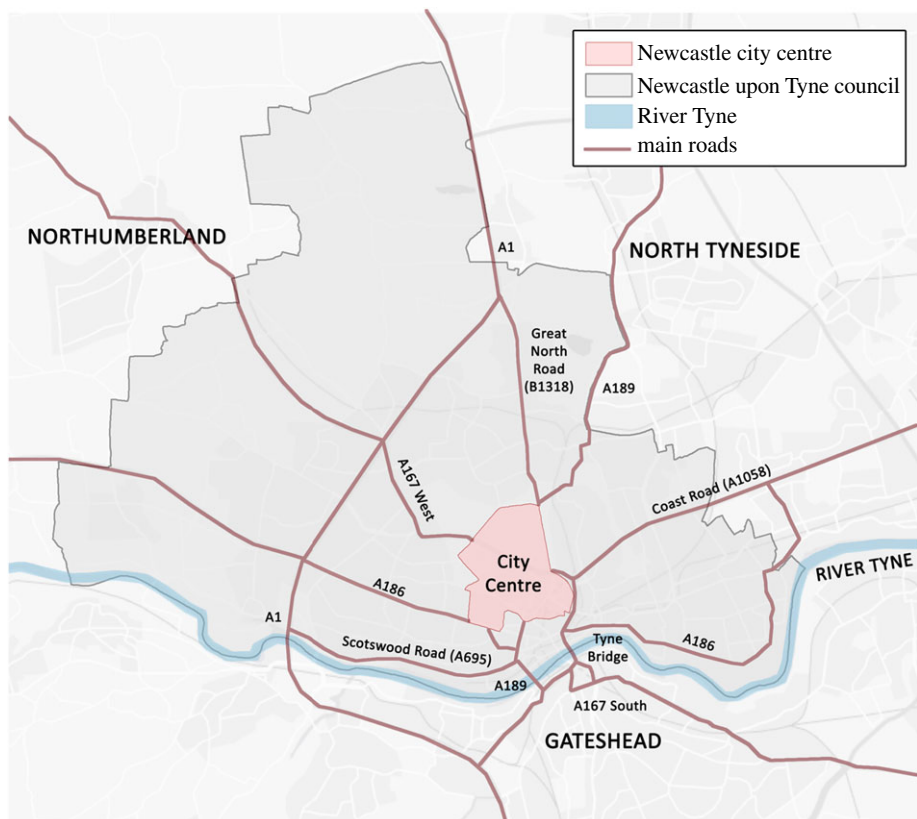 Newcastle city centre
Newcastle upon Tyne council
River Tyne
main roads
NORTHUMBERLAND
NORTH TYNESIDE
A1
Great
North
Road
(B1318)
A189
A167 West
Coast Road (A1058)
City
Centre
RIVER TYNE
A186
A1
Scotswood Road (A695)
Tyne
Bridge
A186
A189
A167 South
GATESHEAD